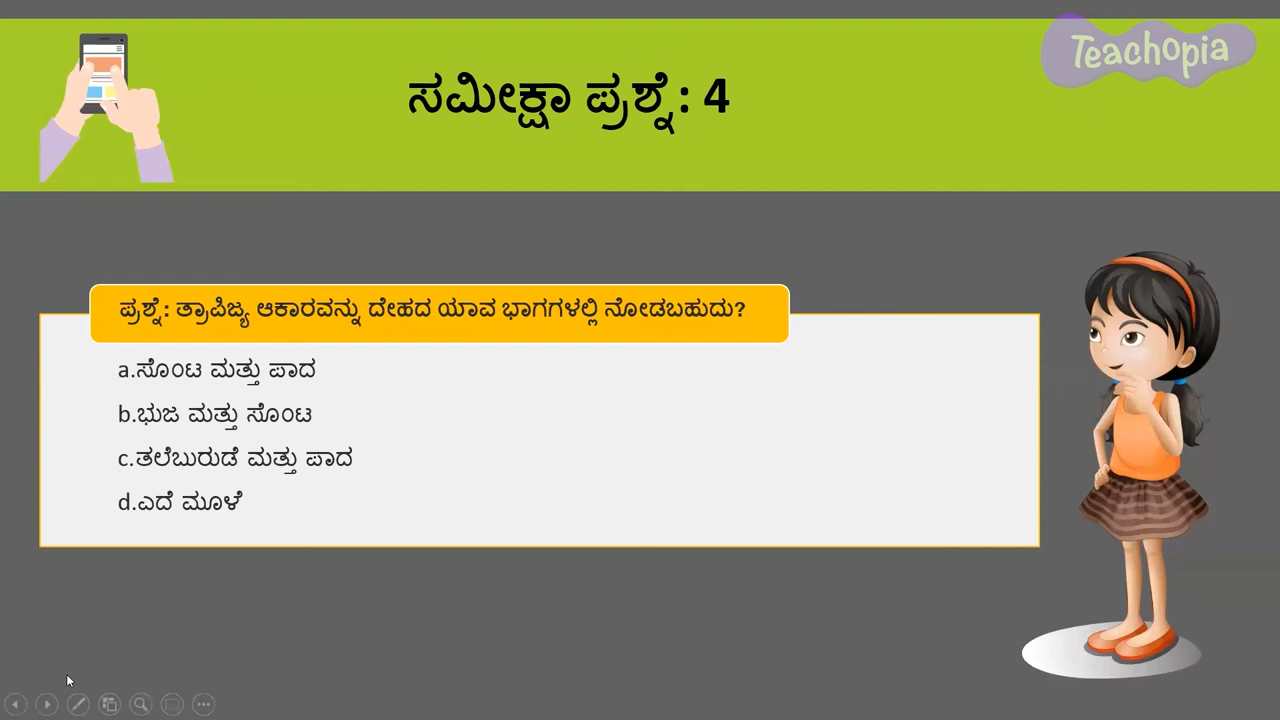 Teachopia
ಸಮೀಕ್ಷಾ ಪ್ರಶ್ನೆ: 4
ಪ್ರಶ್ನೆ: ತ್ರಾಪಿಜ್ಯ ಆಕಾರವನ್ನು ದೇಹದ ಯಾವ ಭಾಗಗಳಲ್ಲಿ ನೋಡಬಹುದು?
a.ಸೊಂಟ ಮತ್ತು ಪಾದ
b.ಭುಜ ಮತ್ತು ಸೊಂಟ
c.ತಲೆಬುರುಡೆ ಮತ್ತು ಪಾದ
d.ಎದೆ ಮೂಳೆ